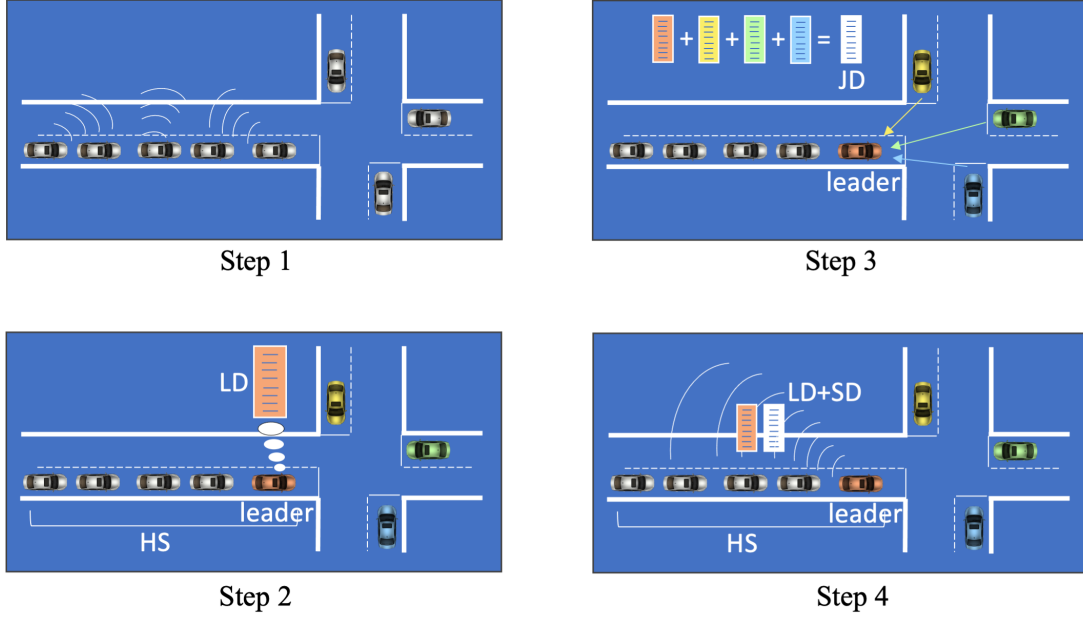 Step 1
LD
leader
HS
Step 2
+ + + =
JD
leader
Step 3
LD+SD
leader
HS
Step 4